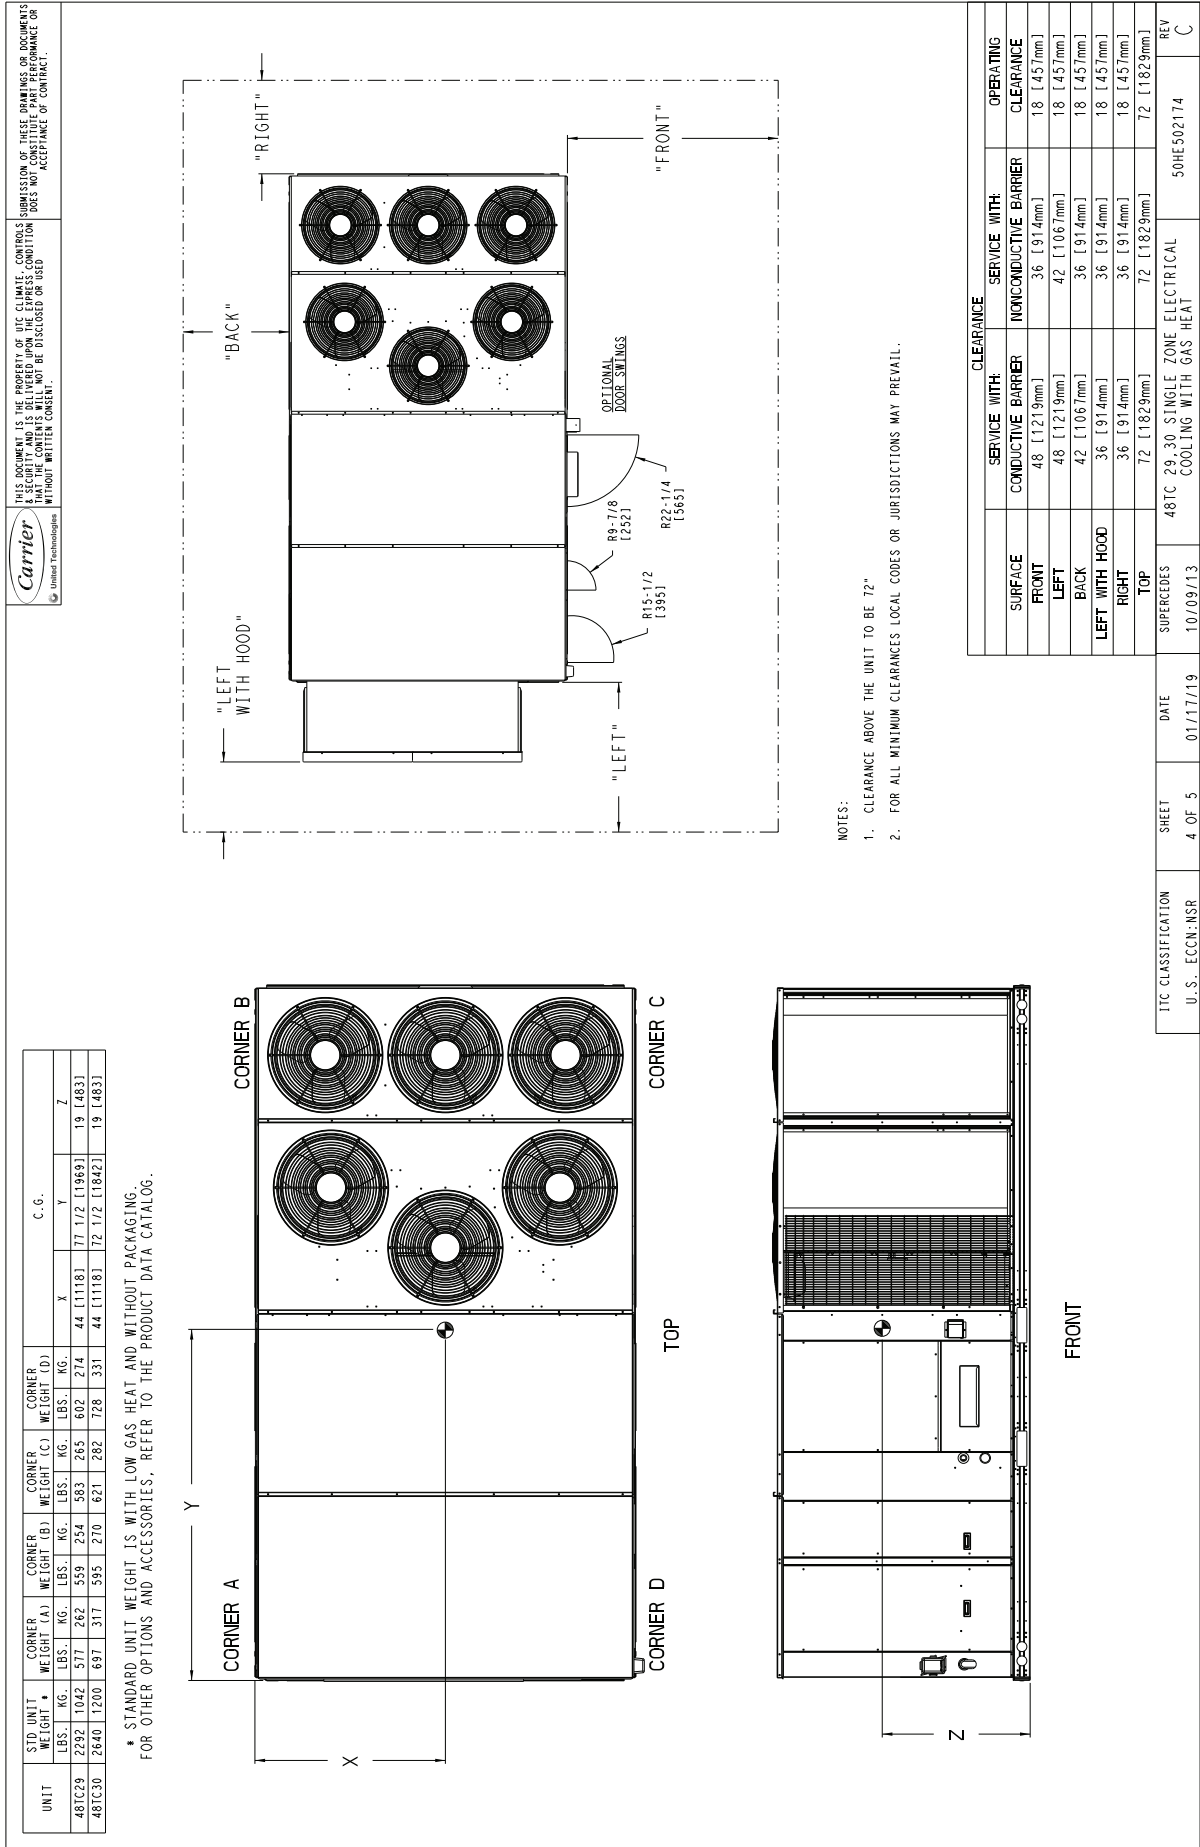 Carrier
United Technologies
THIS DOCUMENT IS THE PROPERTY OF UTC CLIMATE, CONTROLS
& SECURITY AND IS DELIVERED UPON THE EXPRESS CONDITION
THAT THE CONTENTS WILL NOT BE DISCLOSED OR USED
WITHOUT WRITTEN CONSENT.
SUBMISSION OF THESE DRAWINGS OR DOCUMENTS
DOES NOT CONSTITUTE PART PERFORMANCE OR
ACCEPTANCE OF CONTRACT.
UNIT STD UNIT WEIGHT * CORNER WEIGHT (A) CORNER WEIGHT (B) CORNER WEIGHT (C) CORNER WEIGHT (D) C.G.
LBS. KG. LBS. KG. LBS. KG. LBS. KG. LBS. KG. X Y Z
48TC29 2292 1042 577 262 559 254 583 265 602 274 44 [1118] 77 1/2 [1969] 19 [483]
48TC30 2640 1200 697 317 595 270 621 282 728 331 44 [1118] 72 1/2 [1842] 19 [483]
* STANDARD UNIT WEIGHT IS WITH LOW GAS HEAT AND WITHOUT PACKAGING.
FOR OTHER OPTIONS AND ACCESSORIES, REFER TO THE PRODUCT DATA CATALOG.
CORNER A
CORNER B
Y
X
CORNER D
CORNER C
TOP
Z
FRONT
"LEFT
WITH HOOD"
"BACK"
"RIGHT"
"LEFT"
"FRONT"
R15-1/2
[395]
R9-7/8
[252]
R22-1/4
[565]
OPTIONAL
DOOR SWINGS
NOTES:
1. CLEARANCE ABOVE THE UNIT TO BE 72"
2. FOR ALL MINIMUM CLEARANCES LOCAL CODES OR JURISDICTIONS MAY PREVAIL.
CLEARANCE
SURFACE SERVICE WITH: CONDUCTIVE BARRIER SERVICE WITH: NONCONDUCTIVE BARRIER OPERATING CLEARANCE
FRONT 48 [1219mm] 36 [914mm] 18 [457mm]
LEFT 48 [1219mm] 42 [1067mm] 18 [457mm]
BACK 42 [1067mm] 36 [914mm] 18 [457mm]
LEFT WITH HOOD 36 [914mm] 36 [914mm] 18 [457mm]
RIGHT 36 [914mm] 36 [914mm] 18 [457mm]
TOP 72 [1829mm] 72 [1829mm] 72 [1829mm]
ITC CLASSIFICATION
U.S. ECCN:NSR
SHEET
4 OF 5
DATE
01/17/19
SUPERCEDES
10/09/13
48TC 29,30 SINGLE ZONE ELECTRICAL
COOLING WITH GAS HEAT
50HE502174
REV
C